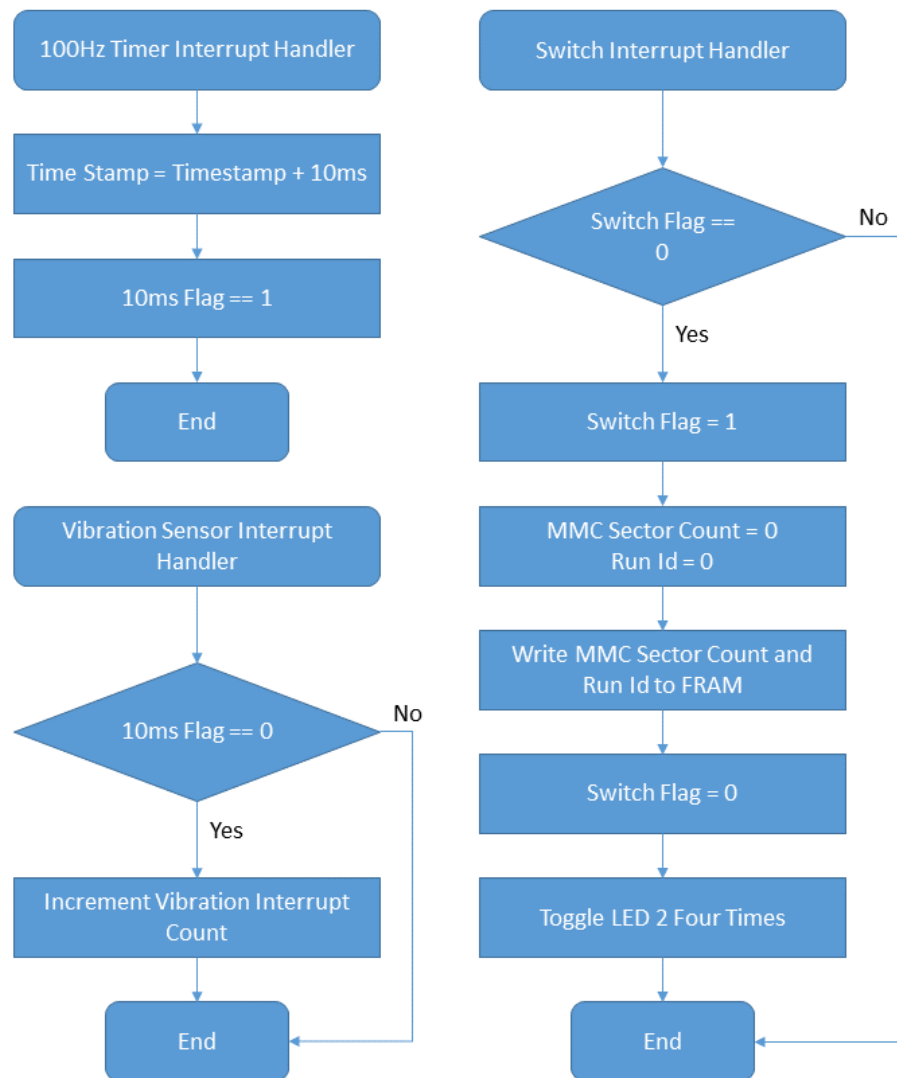 100Hz Timer Interrupt Handler
Time Stamp = Timestamp + 10ms
10ms Flag == 1
End
Vibration Sensor Interrupt
Handler
10ms Flag == 0
No
Yes
Increment Vibration Interrupt
Count
End
Switch Interrupt Handler
Switch Flag ==
0
No
Yes
Switch Flag = 1
MMC Sector Count = 0
Run Id = 0
Write MMC Sector Count and
Run Id to FRAM
Switch Flag = 0
Toggle LED 2 Four Times
End